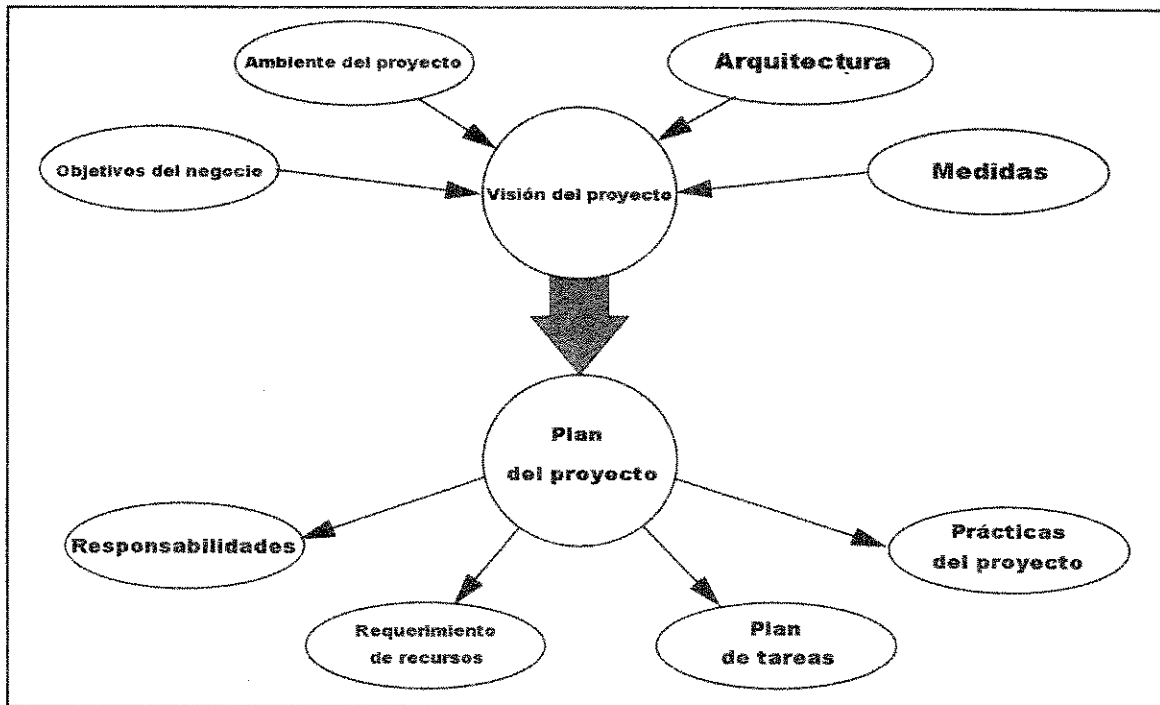 Ambiente del proyecto
Arquitectura
Objetivos del negocio
Medidas
Visión del proyecto
Plan
del proyecto
Responsabilidades
Prácticas
del proyecto
Requerimiento
de recursos
Plan
de tareas